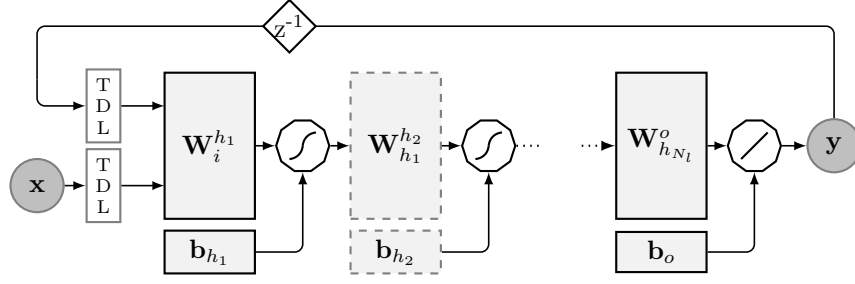 z⁻¹
T
D
L
W_i^{h_1}
W_{h_1}^{h_2}
W_{h_{N_l}}^{o}
y
x
T
D
L
b_{h_1}
b_{h_2}
b_o